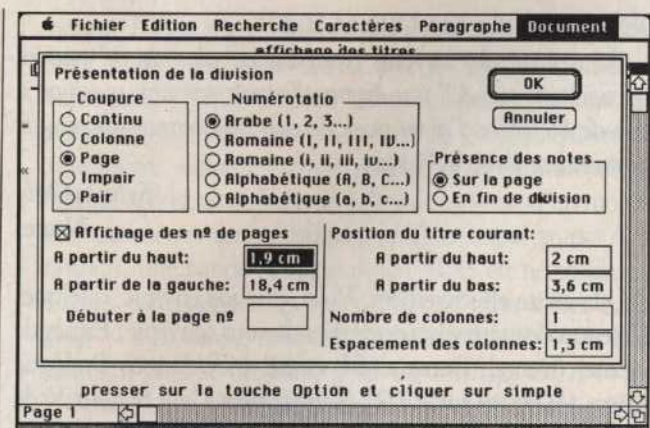 Fichier Edition Recherche Caractères Paragraphe Document
affichage des titres
Présentation de la division
OK
Annuler
Coupure
Continu
Colonne
Page
Impair
Pair
Numérotatio
Arabe (1, 2, 3...)
Romaine (I, II, III, IV...)
Romaine (i, ii, iii, iv...)
Alphabétique (A, B, C...)
Alphabétique (a, b, c...)
Présence des notes
Sur la page
En fin de division
Affichage des nº de pages
A partir du haut: 1,9 cm
A partir de la gauche: 18,4 cm
Débuter à la page nº
Position du titre courant:
A partir du haut: 2 cm
A partir du bas: 3,6 cm
Nombre de colonnes: 1
Espacement des colonnes: 1,3 cm
presser sur la touche Option et cliquer sur simple
Page 1